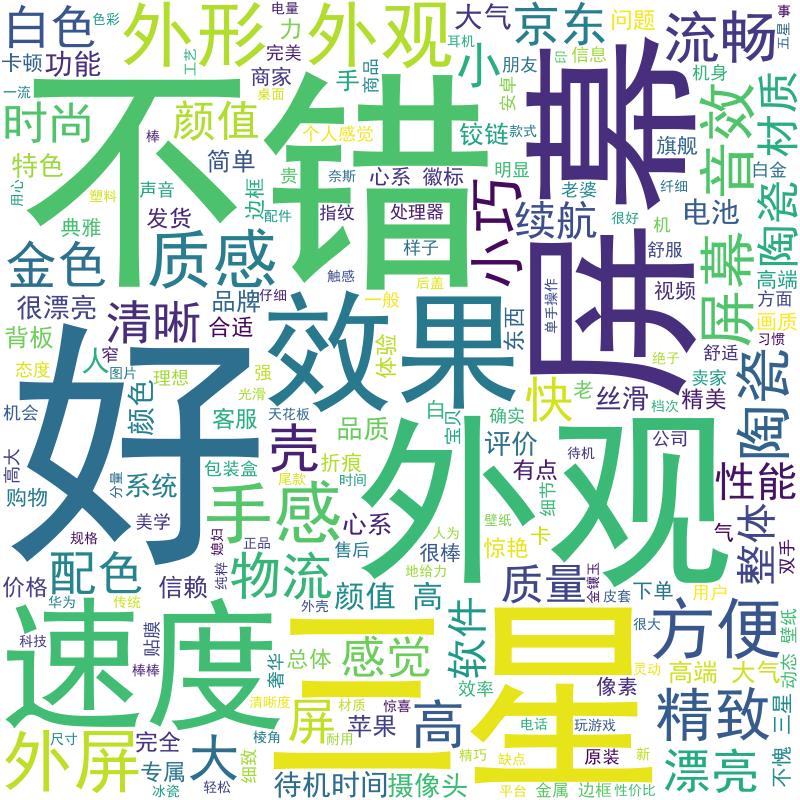 白色
色彩
外形
外观
电量
力
大气
京东
问题
流畅
事
五星
卡顿
功能
工艺
完美
耳机
小
朋友
印
信息
一流
商家
桌面
手
商品
安卓
机身
不错
屏幕
时尚
棒
颜值
个人感觉
铰链
款式
旗舰
音效
材质
特色
简单
贵
奈斯
心系 徽标
明显
白金
用心
塑料
声音
边框
配件
老婆
纤细
典雅
发货
指纹
处理器
小巧
续航
很好
机
电池
陶瓷
金色
质感
样子
舒服
屏幕
高端
触感
后盖
单手操作
视频
方面
很漂亮
品牌
仔细
一般
清晰
合适
效果
东西
画质
背板
人
窄
体验
绝子
舒适
习惯
态度
图片
理想
强
快
老
丝滑
卖家
精美
陶瓷
好
颜色
光滑
档次
机会
客服
天花板
品质
白
宝贝
确实
外观
高大
壳
评价
公司
待机
包装盒
折痕
有点
购物
分量
系统
尾款
时间
细节
性能
手感
美学
心系
人为
壁纸
气
规格
正品
媳妇
售后
很棒
惊艳
卡
整体
双手
配色
物流
地给力
价格
信赖
纯粹
质量
金镶玉
华为
传统
外壳
颜值 高
皮套
下单
用户
速度
三星
贴膜
软件
很大
方便
壁纸
科技
总体
感觉
棒棒
奢华
灵动
高端 大气
动态
清晰度
效率
像素
材质
惊喜
屏
苹果
高
电话
玩游戏
精致
三星
外屏
尺寸
完全
大
棱角
耐用
精巧
缺点
原装
新
漂亮
不愧
专属
细致
冰瓷
轻松
待机时间
摄像头
平台
金属
边框
性价比